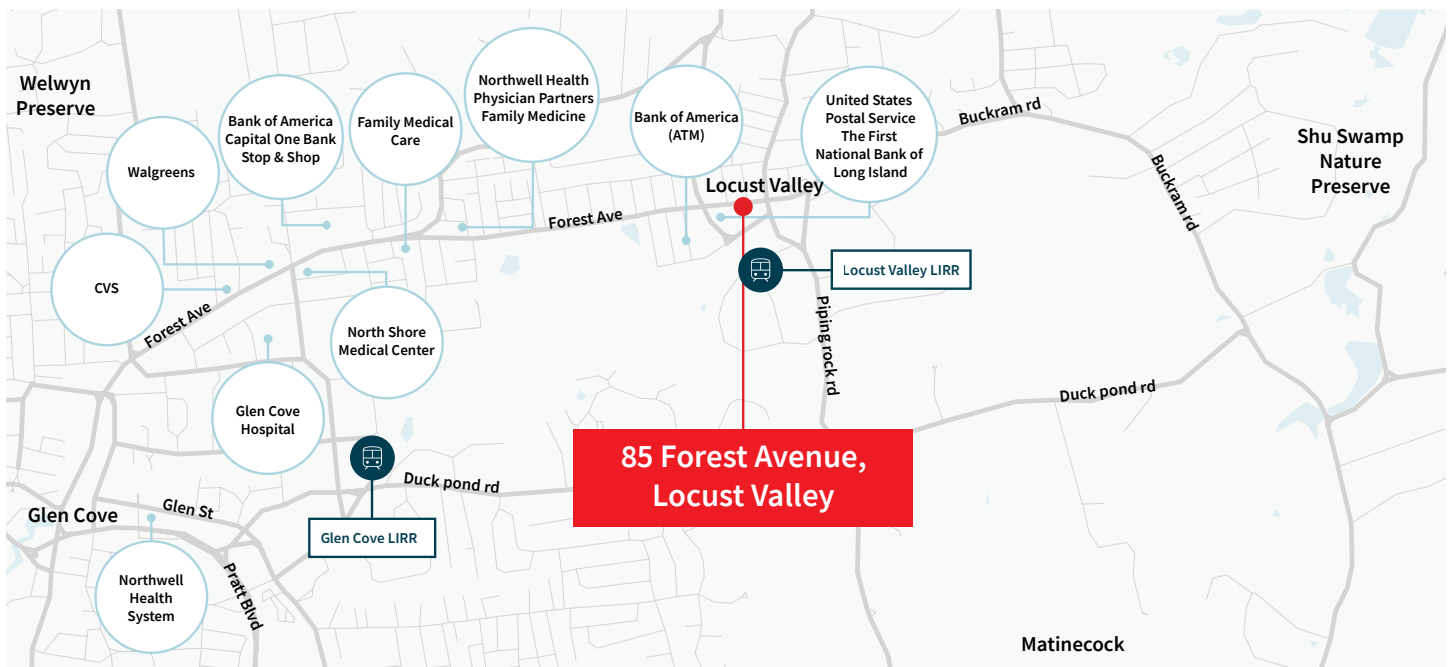 Welwyn
Preserve
Walgreens
Bank of America
Capital One Bank
Stop & Shop
Family Medical
Care
Northwell Health
Physician Partners
Family Medicine
Bank of America
(ATM)
United States
Postal Service
The First
National Bank of
Long Island
Buckram rd
Buckram rd
Shu Swamp
Nature
Preserve
Locust Valley
Forest Ave
CVS
Forest Ave
North Shore
Medical Center
Locust Valley LIRR
Piping rock rd
Glen Cove
Hospital
Duck pond rd
85 Forest Avenue,
Locust Valley
Duck pond rd
Glen Cove
Glen St
Glen Cove LIRR
Northwell
Health
System
Pratt Blvd
Matinecock